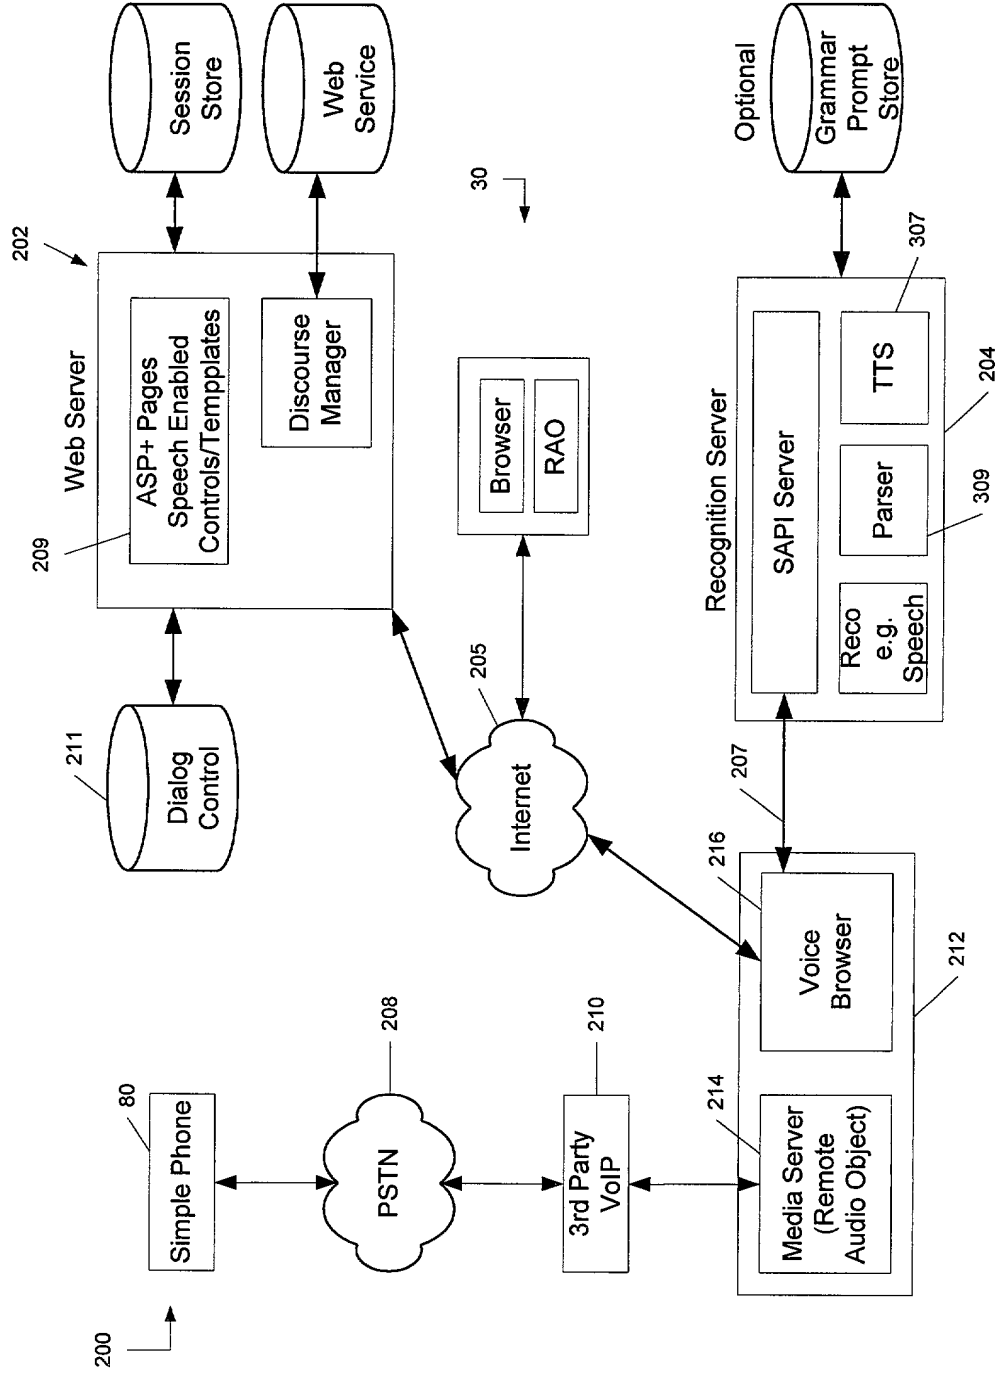 200
80
Simple Phone
PSTN
208
3rd Party
VoIP
210
Media Server
(Remote
Audio Object)
214
Voice
Browser
216
212
207
211
Dialog
Control
Internet
205
Web Server
202
209
ASP+ Pages
Speech Enabled
Controls/Tempplates
Discourse
Manager
Session
Store
Web
Service
30
Browser
RAO
Recognition Server
SAPI Server
Reco
e.g.
Speech
Parser
309
TTS
307
204
Optional
Grammar
Prompt
Store